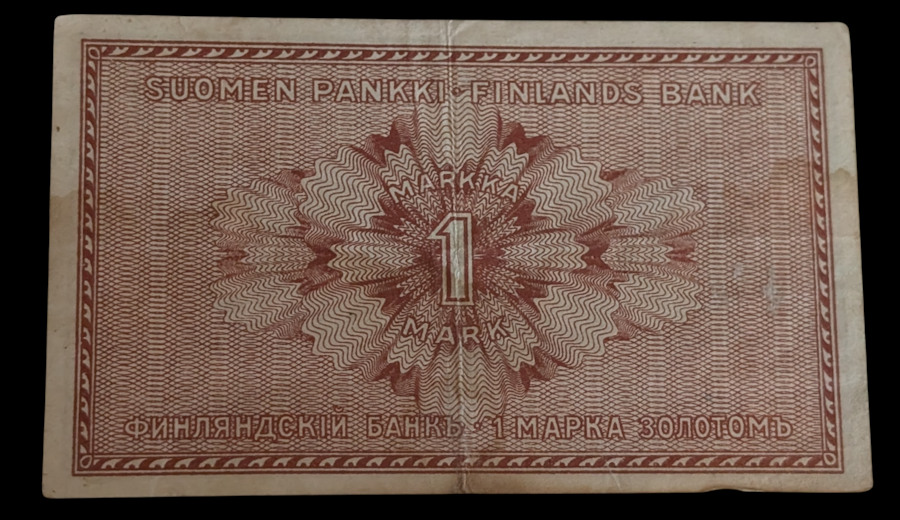 SUOMEN PANKKI · FINLANDS BANK
MARKKA
1
MARK
ФИНЛЯНДСКІЙ БАНКЪ · 1 МАРКА ЗОЛОТОМЪ